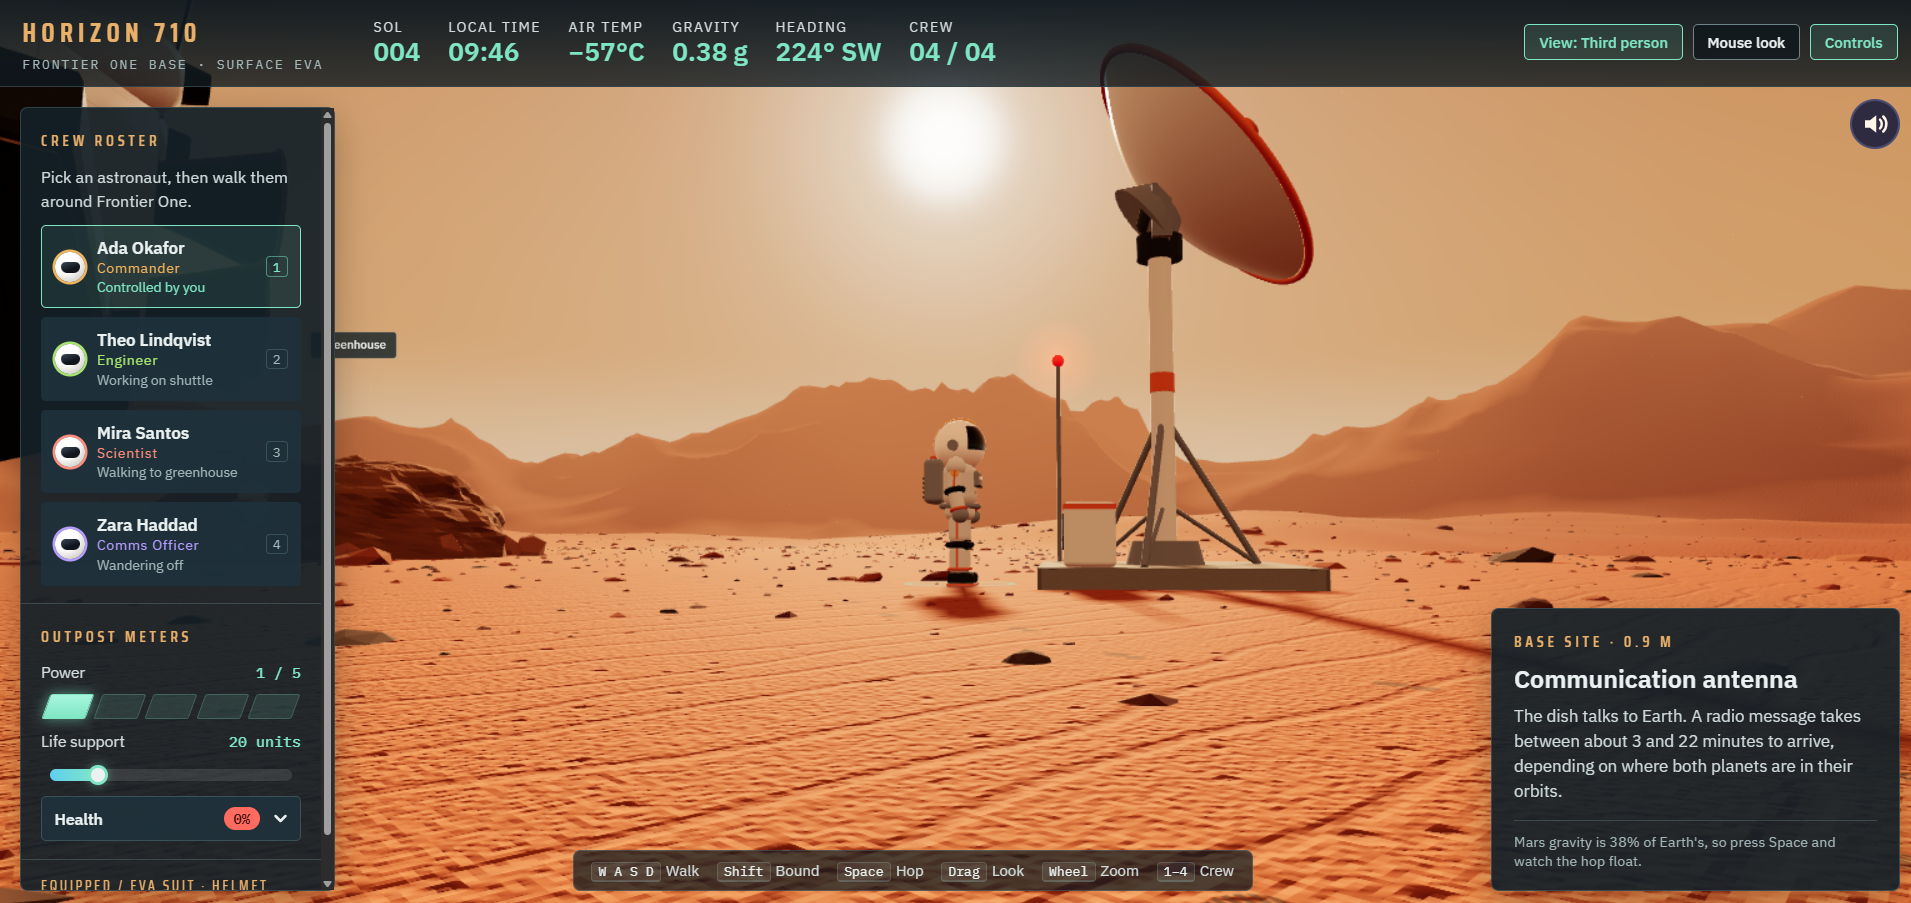 HORIZON 710
FRONTIER ONE BASE · SURFACE EVA
SOL
004
LOCAL TIME
09:46
AIR TEMP
−57°C
GRAVITY
0.38 g
HEADING
224° SW
CREW
04 / 04
View: Third person
Mouse look
Controls
CREW ROSTER
Pick an astronaut, then walk them
around Frontier One.
Ada Okafor
Commander
Controlled by you
1
Theo Lindqvist
Engineer
Working on shuttle
2
Mira Santos
Scientist
Walking to greenhouse
3
Zara Haddad
Comms Officer
Wandering off
4
OUTPOST METERS
Power
1 / 5
Life support
20 units
Health
0%
EQUIPPED / EVA SUIT · HELMET
eenhouse
W A S D Walk
Shift Bound
Space Hop
Drag Look
Wheel Zoom
1–4 Crew
BASE SITE · 0.9 M
Communication antenna
The dish talks to Earth. A radio message takes
between about 3 and 22 minutes to arrive,
depending on where both planets are in their
orbits.
Mars gravity is 38% of Earth's, so press Space and
watch the hop float.